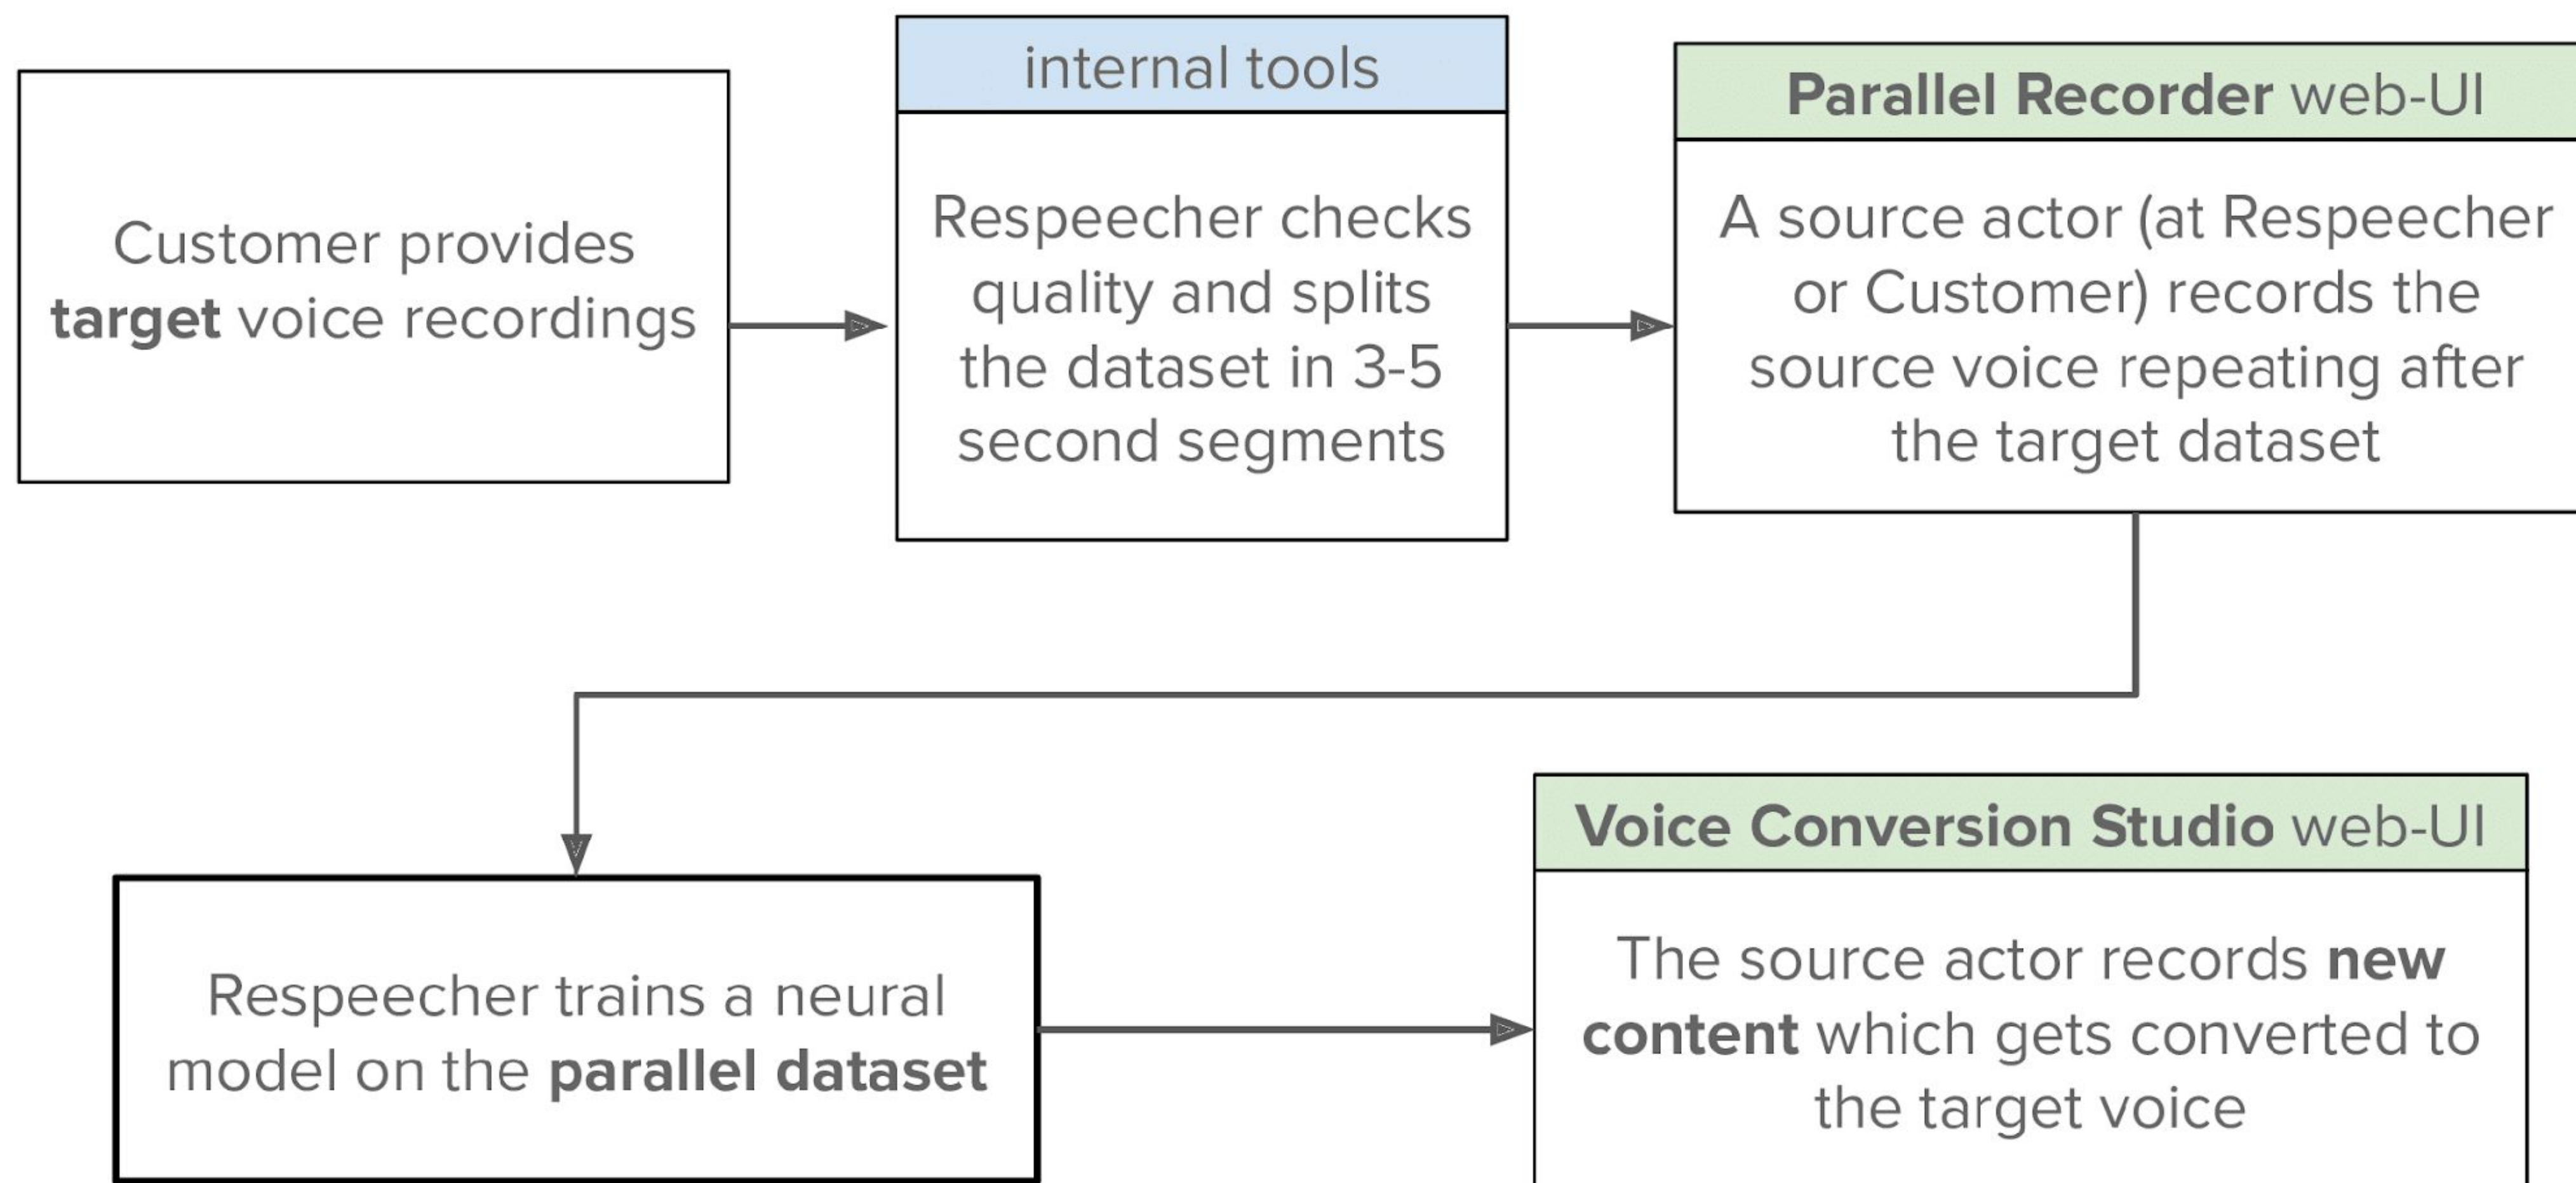 Customer provides
target voice recordings
internal tools
Respeecher checks
quality and splits
the dataset in 3-5
second segments
Parallel Recorder web-UI
A source actor (at Respeecher
or Customer) records the
source voice repeating after
the target dataset
Respeecher trains a neural
model on the parallel dataset
Voice Conversion Studio web-UI
The source actor records new
content which gets converted to
the target voice